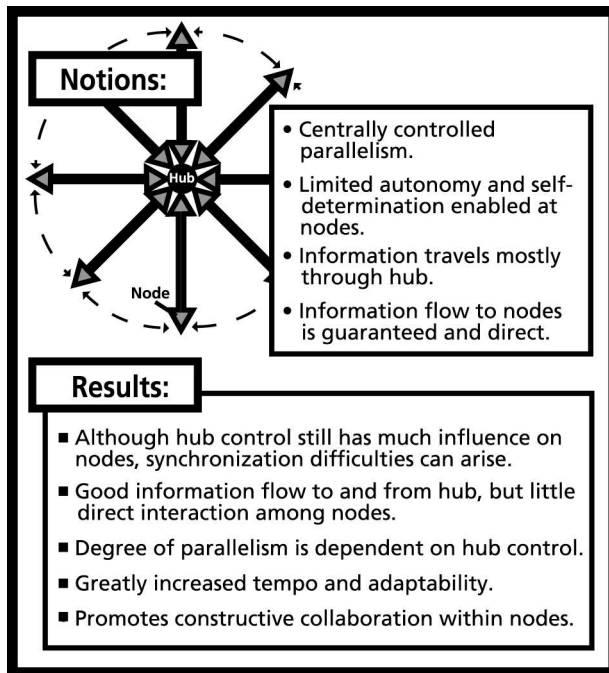 Notions:
Hub
Node
• Centrally controlled
parallelism.
• Limited autonomy and self-
determination enabled at
nodes.
• Information travels mostly
through hub.
• Information flow to nodes
is guaranteed and direct.
Results:
■ Although hub control still has much influence on
nodes, synchronization difficulties can arise.
■ Good information flow to and from hub, but little
direct interaction among nodes.
■ Degree of parallelism is dependent on hub control.
■ Greatly increased tempo and adaptability.
■ Promotes constructive collaboration within nodes.